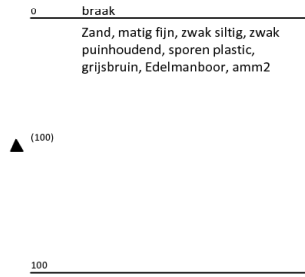 0 braak
Zand, matig fijn, zwak siltig, zwak
puinhoudend, sporen plastic,
grijsbruin, Edelmanboor, amm2
(100)
100